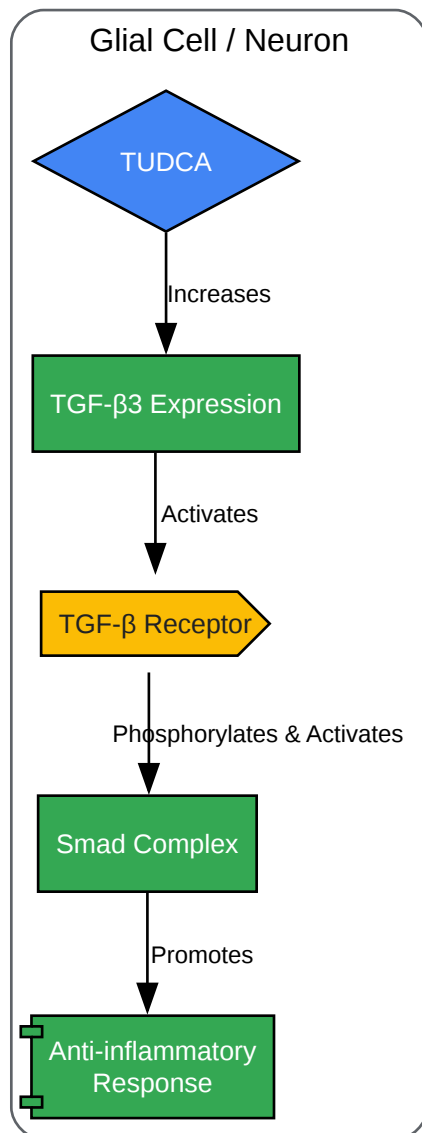 Glial Cell / Neuron
TUDCA
Increases
TGF-β3 Expression
Activates
TGF-β Receptor
Phosphorylates & Activates
Smad Complex
Promotes
Anti-inflammatory
Response